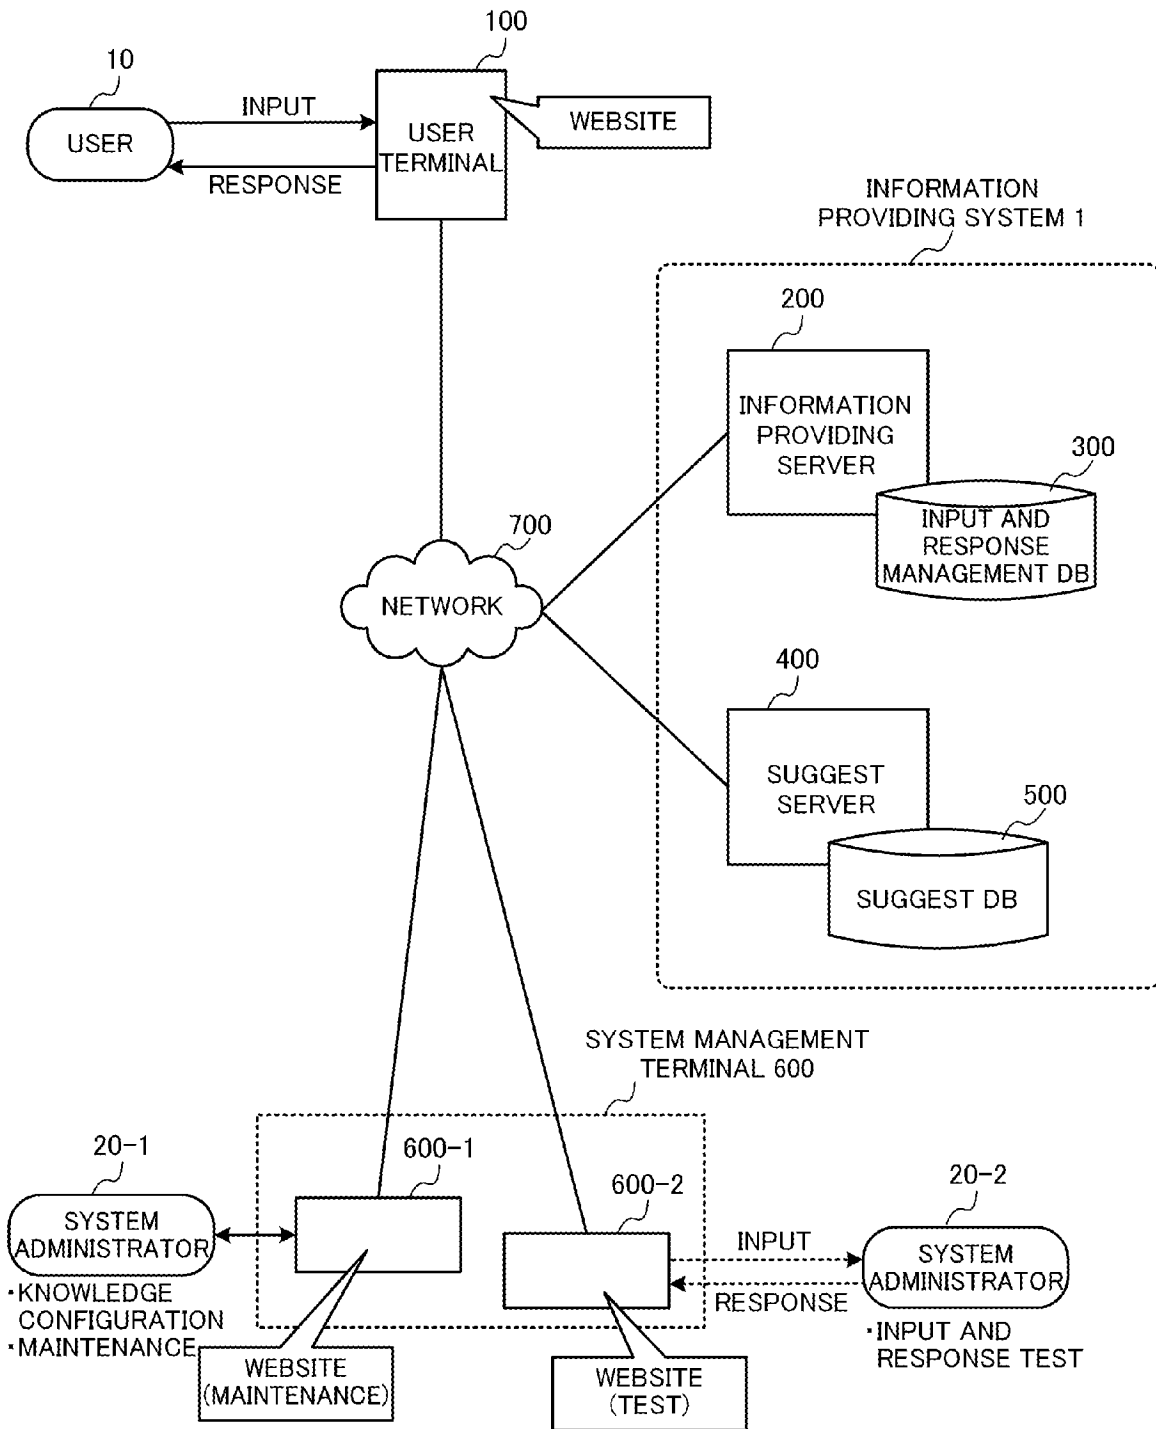 100
10
INPUT
USER
USER
TERMINAL
WEBSITE
RESPONSE
INFORMATION
PROVIDING SYSTEM 1
200
INFORMATION
PROVIDING
SERVER
300
INPUT AND
RESPONSE
MANAGEMENT DB
700
NETWORK
400
SUGGEST
SERVER
500
SUGGEST DB
SYSTEM MANAGEMENT
TERMINAL 600
20-1
600-1
600-2
20-2
SYSTEM
ADMINISTRATOR
・KNOWLEDGE
CONFIGURATION
・MAINTENANCE
WEBSITE
(MAINTENANCE)
WEBSITE
(TEST)
INPUT
RESPONSE
SYSTEM
ADMINISTRATOR
・INPUT AND
RESPONSE TEST